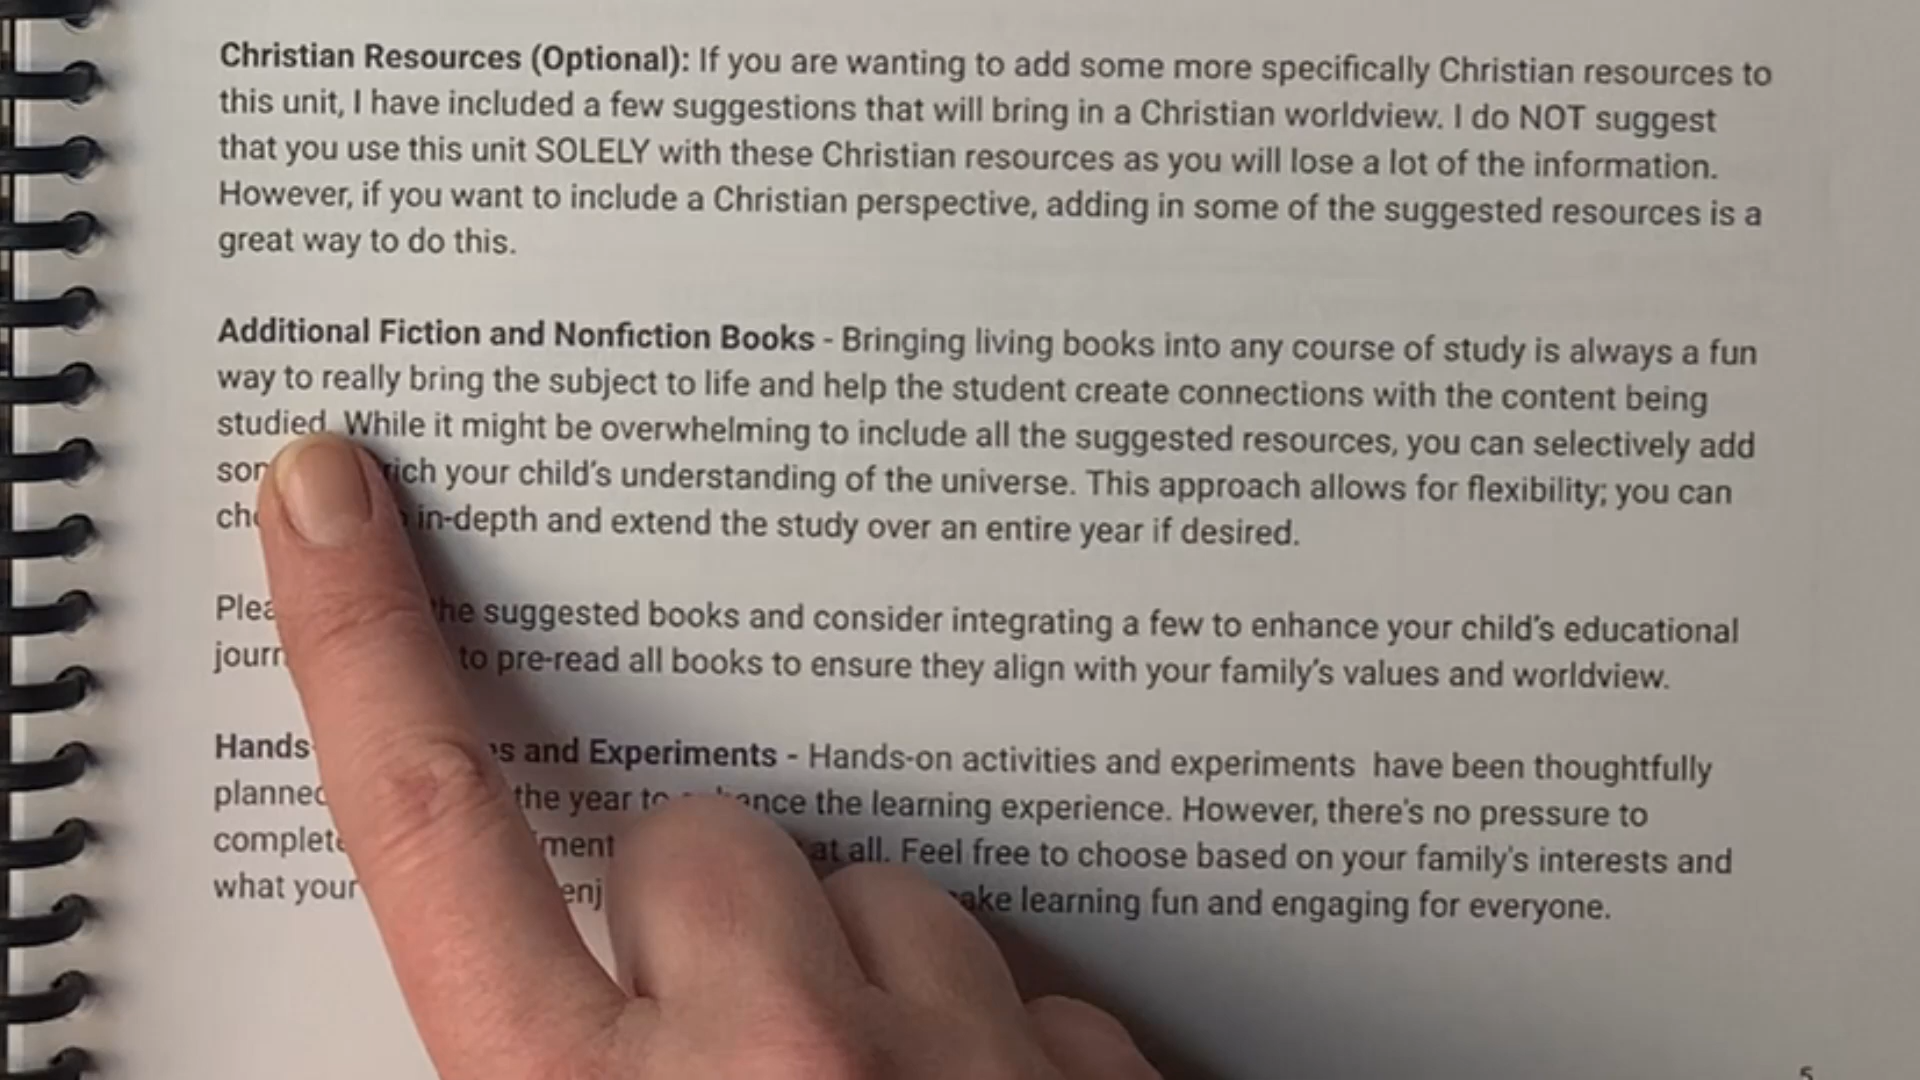 Christian Resources (Optional): If you are wanting to add some more specifically Christian resources to
this unit, I have included a few suggestions that will bring in a Christian worldview. I do NOT suggest
that you use this unit SOLELY with these Christian resources as you will lose a lot of the information.
However, if you want to include a Christian perspective, adding in some of the suggested resources is a
great way to do this.
Additional Fiction and Nonfiction Books - Bringing living books into any course of study is always a fun
way to really bring the subject to life and help the student create connections with the content being
studied. While it might be overwhelming to include all the suggested resources, you can selectively add
your child's understanding of the universe. This approach allows for flexibility; you can
in-depth and extend the study over an entire year if desired.
the suggested books and consider integrating a few to enhance your child's educational
to pre-read all books to ensure they align with your family's values and worldview.
Hands and Experiments - Hands-on activities and experiments have been thoughtfully
planned the year to the learning experience. However, there's no pressure to
at all. Feel free to choose based on your family's interests and
what your learning fun and engaging for everyone.
5